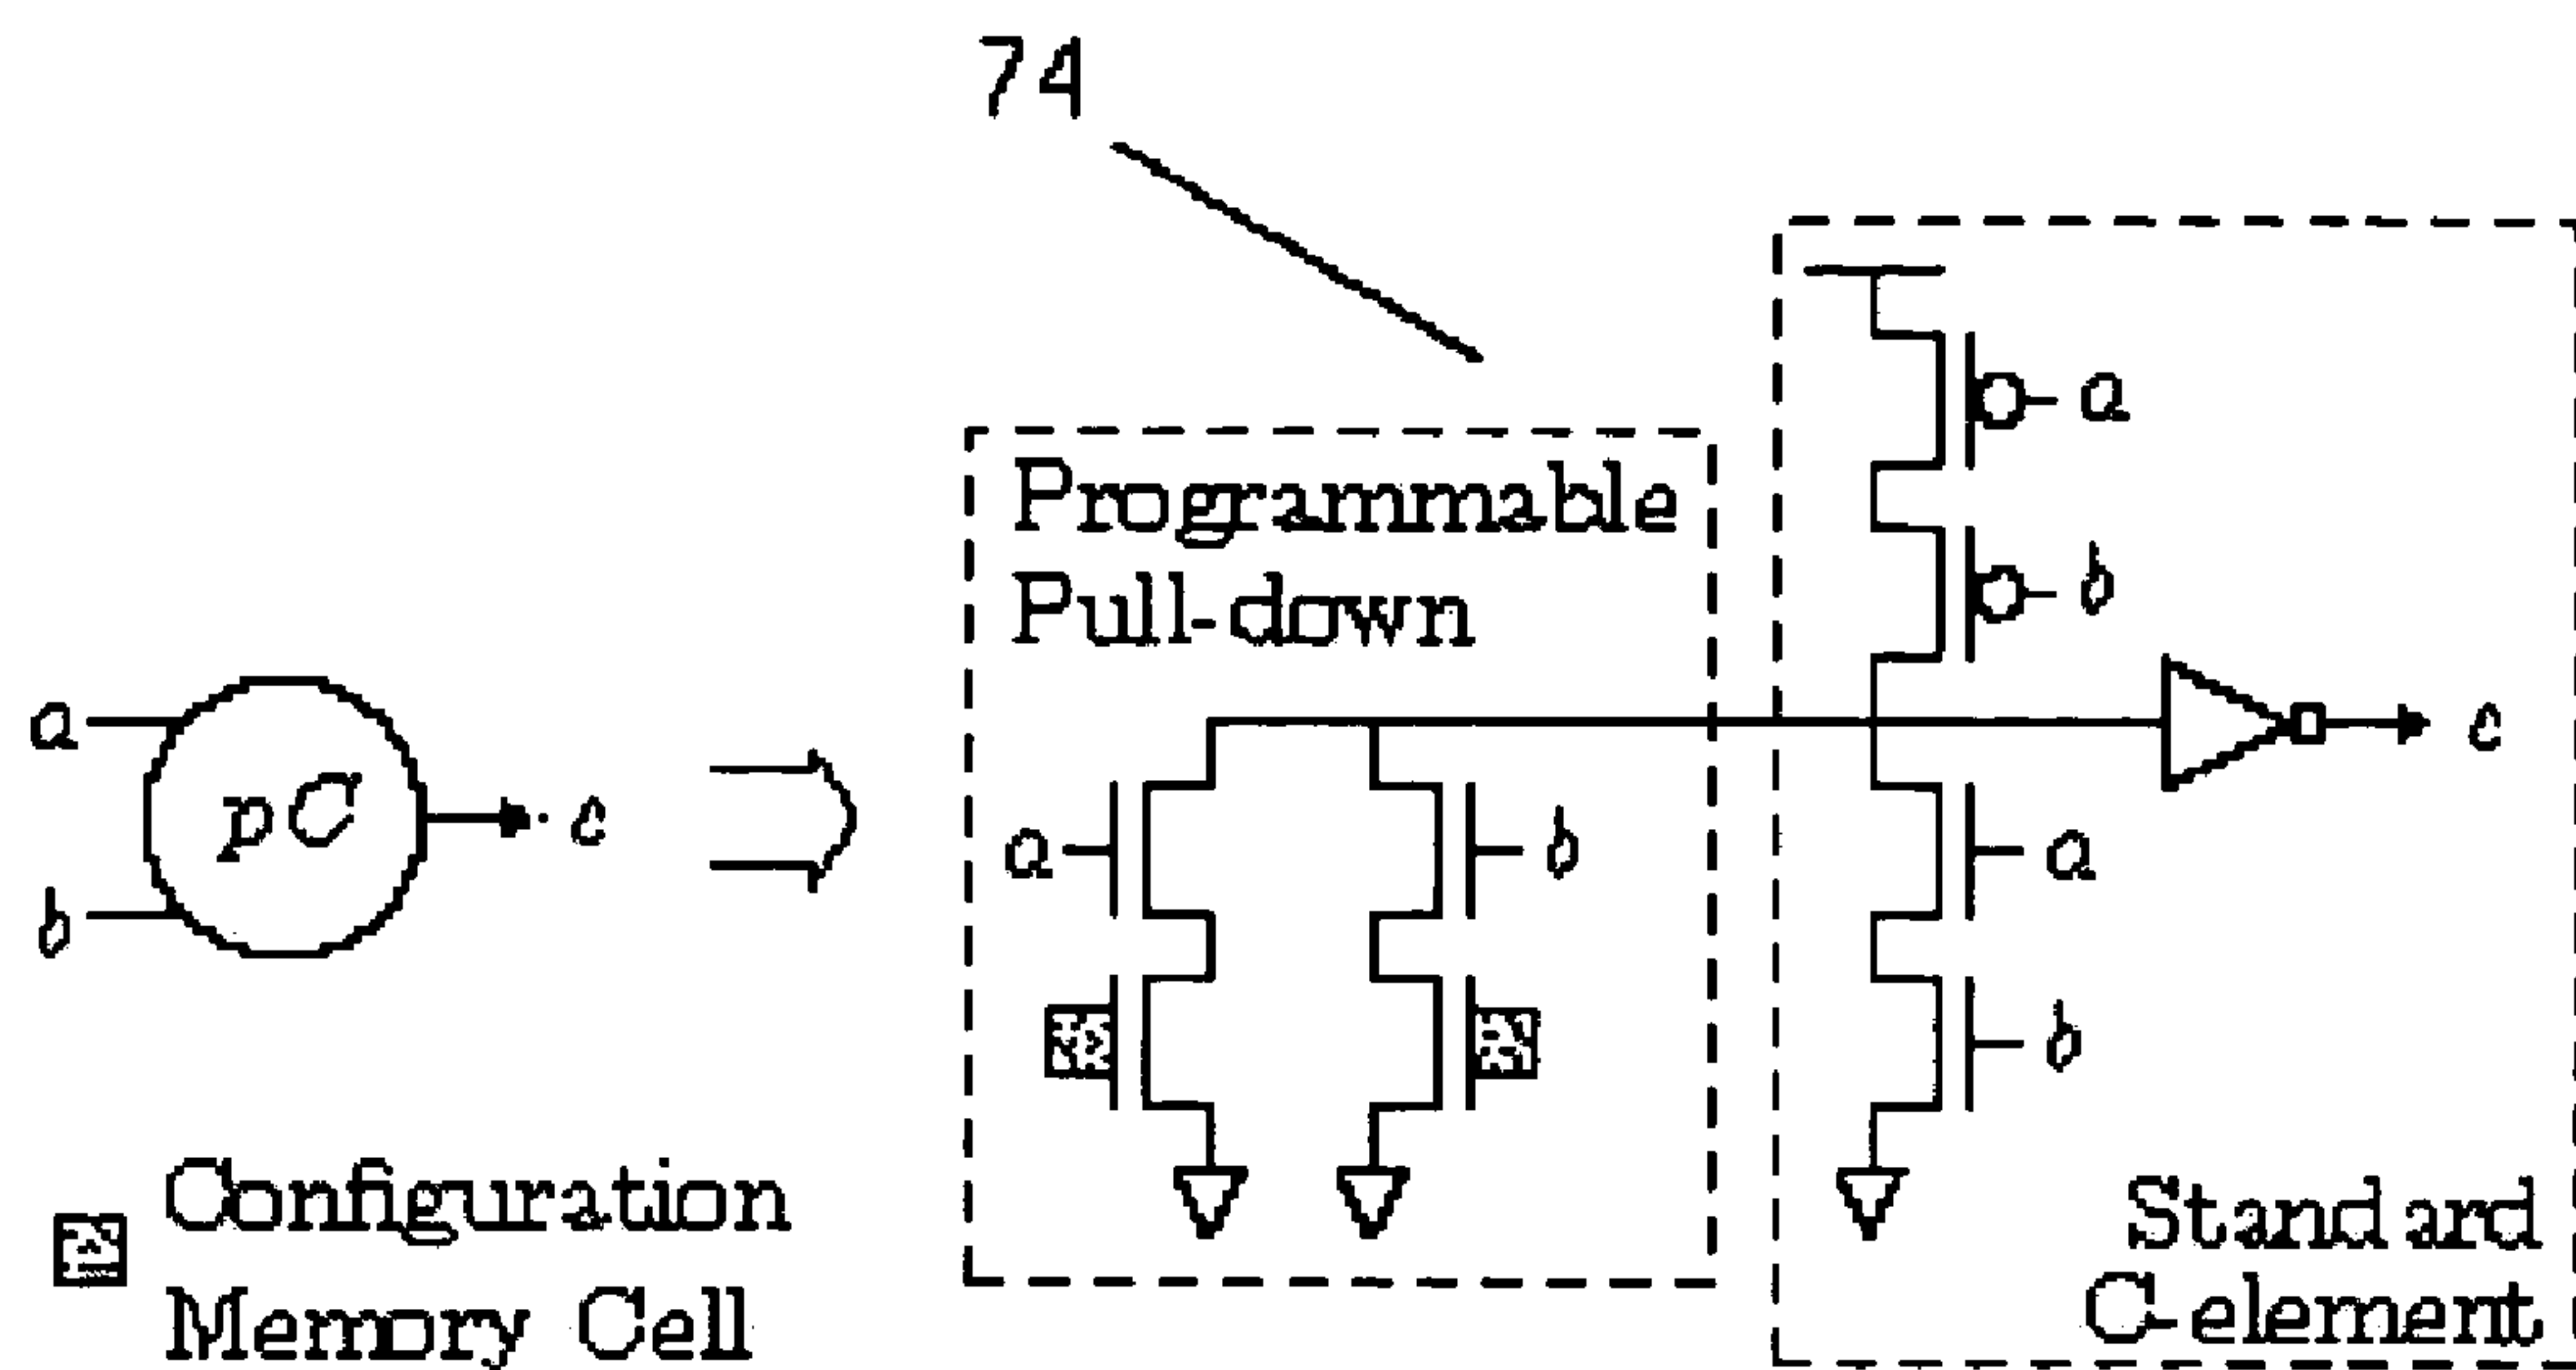 74
Programmable
Pull-down
a
b
pC
c
a
b
a
b
a
b
c
Configuration
Memory Cell
Standard
C-element